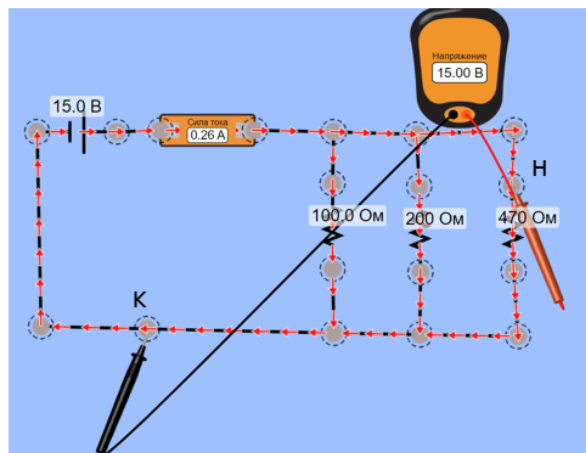 Напряжение
15.00 В
15.0 В
Сила тока
0.26 А
Н
100.0 Ом
200 Ом
470 Ом
К